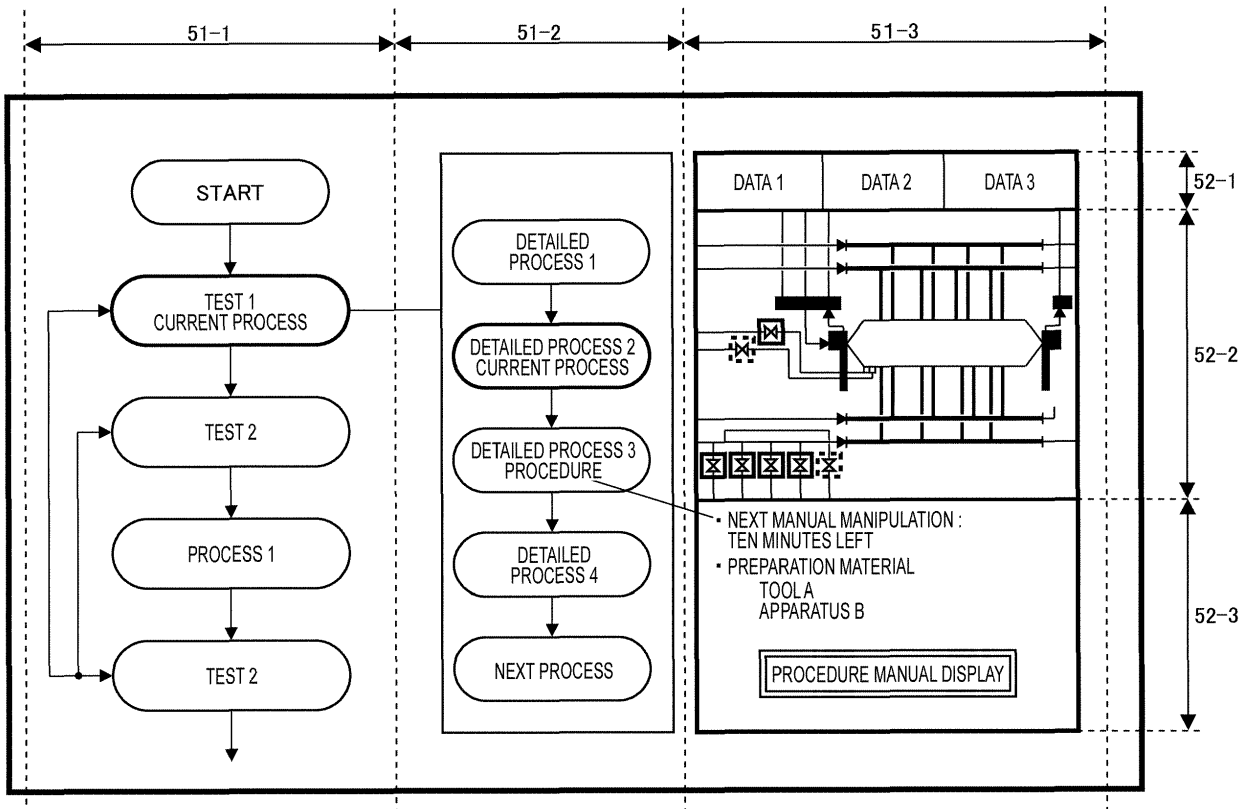 51-1
51-2
51-3
START
TEST 1
CURRENT PROCESS
TEST 2
PROCESS 1
TEST 2
DETAILED
PROCESS 1
DETAILED PROCESS 2
CURRENT PROCESS
DETAILED PROCESS 3
PROCEDURE
DETAILED
PROCESS 4
NEXT PROCESS
DATA 1
DATA 2
DATA 3
52-1
52-2
▪ NEXT MANUAL MANIPULATION :
TEN MINUTES LEFT
▪ PREPARATION MATERIAL
TOOL A
APPARATUS B
PROCEDURE MANUAL DISPLAY
52-3